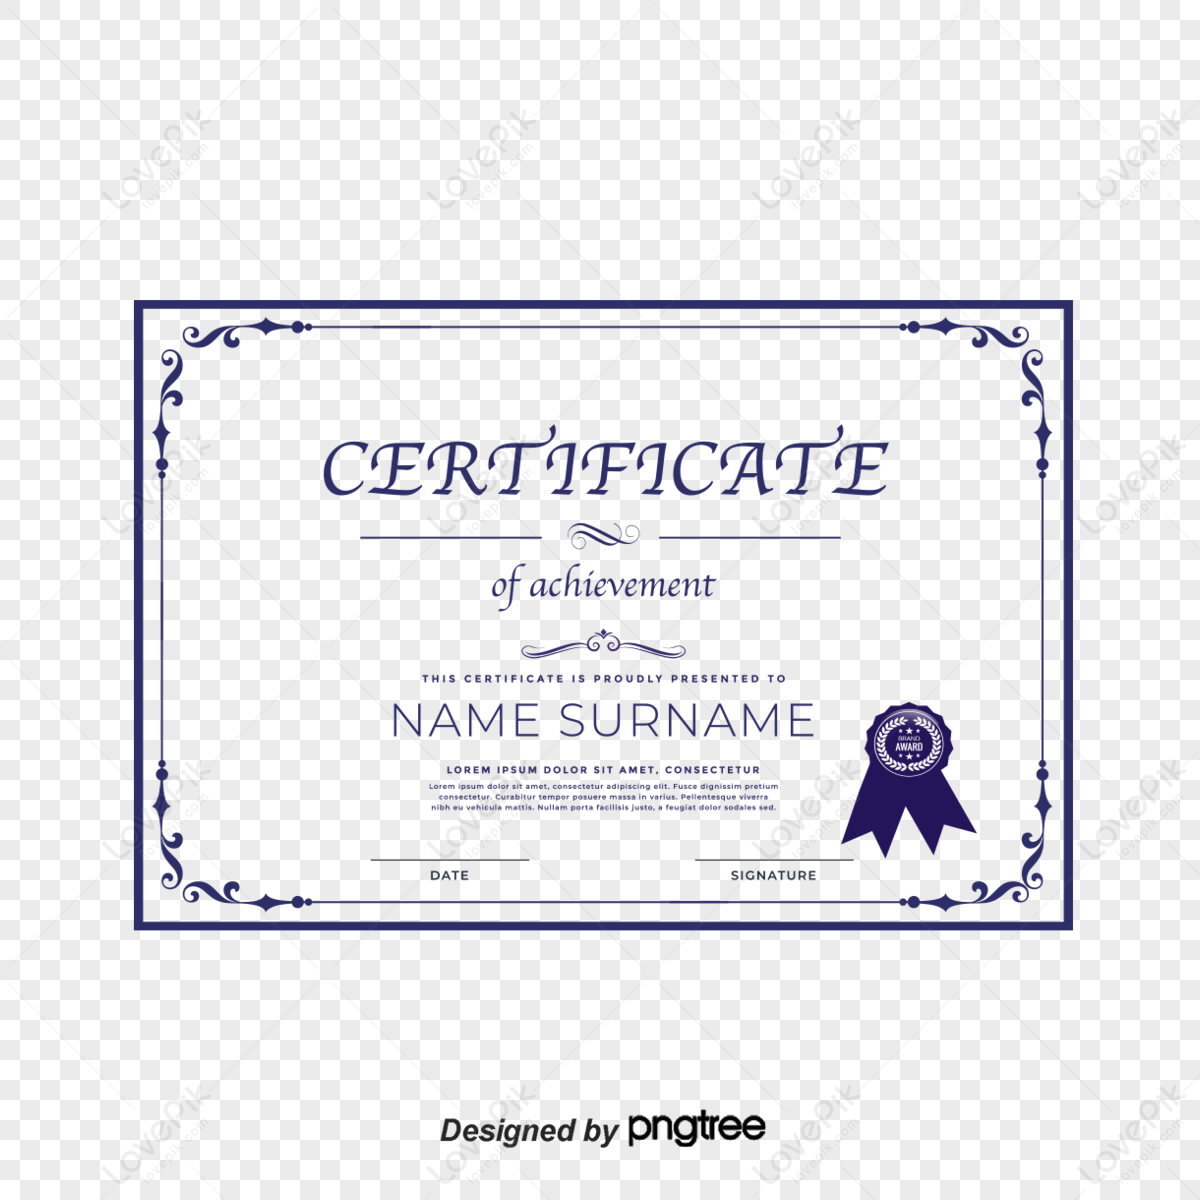 CERTIFICATE
of achievement
THIS CERTIFICATE IS PROUDLY PRESENTED TO
NAME SURNAME
BRAND
AWARD
LOREM IPSUM DOLOR SIT AMET, CONSECTETUR
Lorem ipsum dolor sit amet, consectetur adipiscing elit. Fusce dignissim pretium
consectetur. Curabitur tempor posuere massa in varius. Pellentesque viverra
nibh eu vehicula mattis. Nullam porta facilisis justo, a feugiat dolor sodales sed.
DATE
SIGNATURE
Designed by pngtree
LovePik
lovepik.com